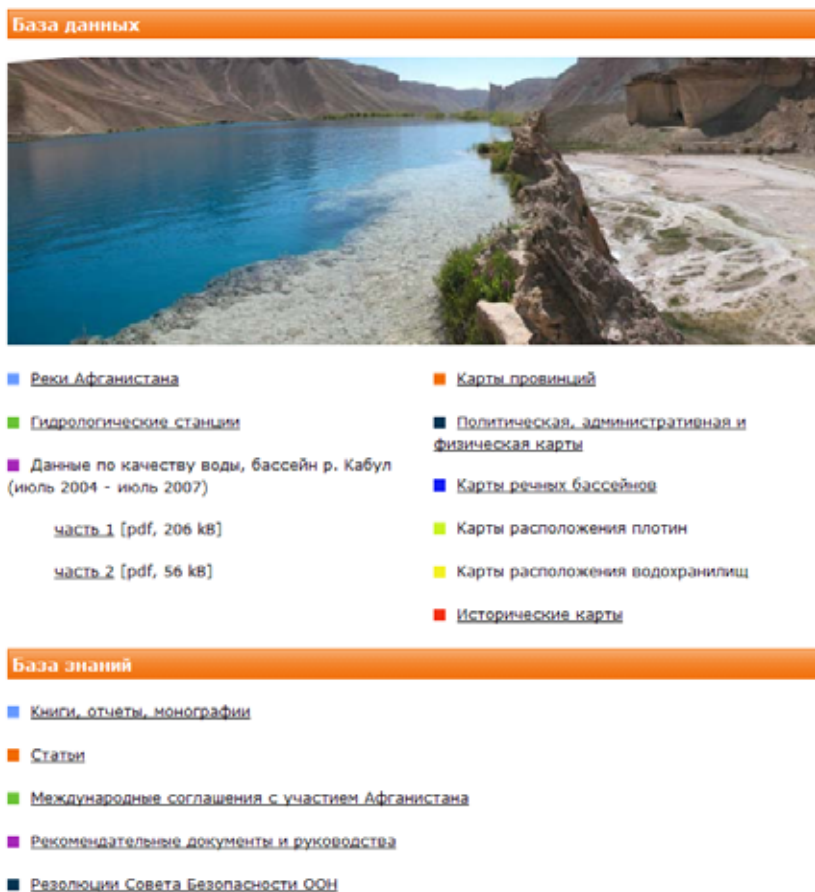 База данных
Реки Афганистана
Гидрологические станции
Данные по качеству воды, бассейн р. Кабул
(июль 2004 - июль 2007)
часть 1 [pdf, 206 kB]
часть 2 [pdf, 56 kB]
Карты провинций
Политическая, административная и
физическая карты
Карты речных бассейнов
Карты расположения плотин
Карты расположения водохранилищ
Исторические карты
База знаний
Книги, отчеты, монографии
Статьи
Международные соглашения с участием Афганистана
Рекомендательные документы и руководства
Резолюции Совета Безопасности ООН